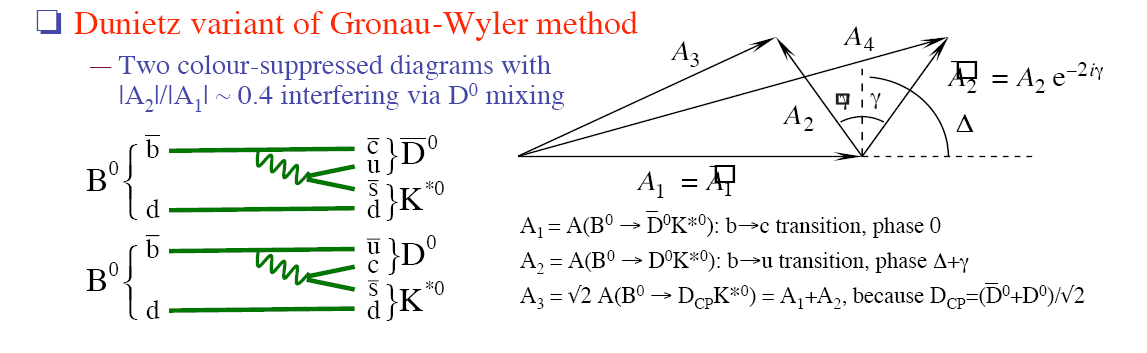 ❏ Dunietz variant of Gronau-Wyler method
— Two colour-suppressed diagrams with
|A₂|/|A₁| ~ 0.4 interfering via D⁰ mixing
B⁰ { b̅ d
c̅ u } D̅⁰
s̅ d } K*⁰
B⁰ { b̅ d
u̅ c } D⁰
s̅ d } K*⁰
A₃
A₄
A₂
γ
Δ
A₂ = A₂ e⁻²ⁱᵞ
A₁ = A₁
A₁ = A(B⁰ → D̅⁰K*⁰): b→c transition, phase 0
A₂ = A(B⁰ → D⁰K*⁰): b→u transition, phase Δ+γ
A₃ = √2 A(B⁰ → D_CP K*⁰) = A₁+A₂, because D_CP=(D̅⁰+D⁰)/√2